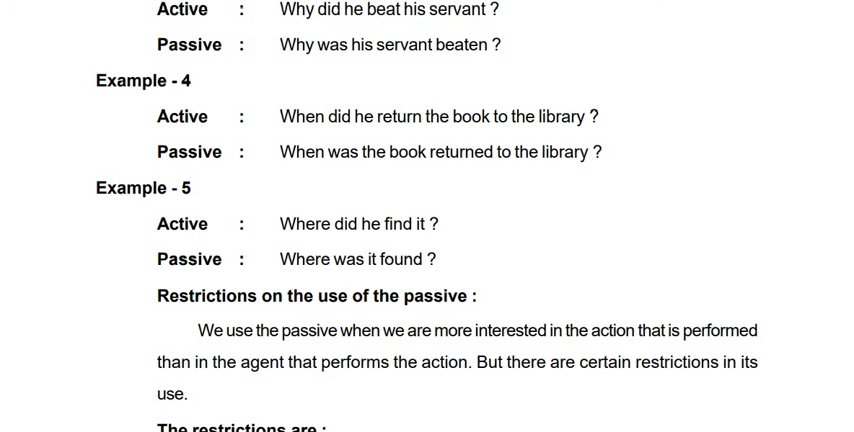 Active : Why did he beat his servant ?
Passive : Why was his servant beaten ?
Example - 4
Active : When did he return the book to the library ?
Passive : When was the book returned to the library ?
Example - 5
Active : Where did he find it ?
Passive : Where was it found ?
Restrictions on the use of the passive :
We use the passive when we are more interested in the action that is performed
than in the agent that performs the action. But there are certain restrictions in its
use.
The restrictions are :